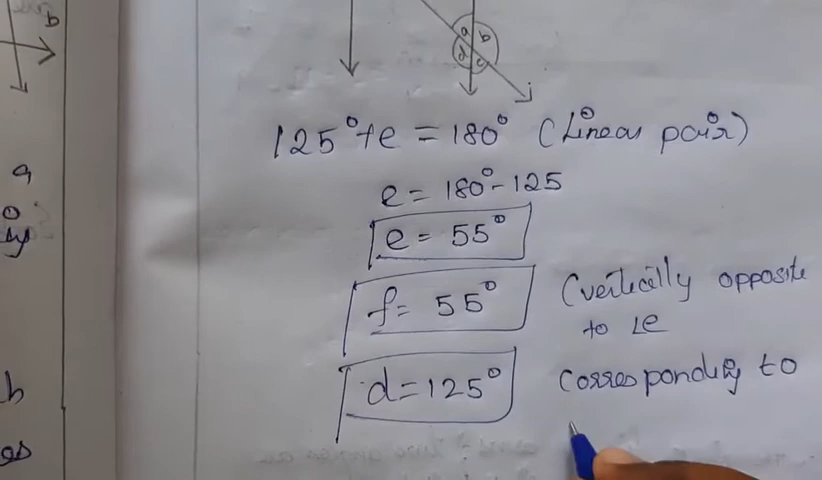 a b
d c
125° + e = 180° (Linear pair)
e = 180° - 125
e = 55°
f = 55° (vertically opposite
to ∠e
d = 125° corresponding to